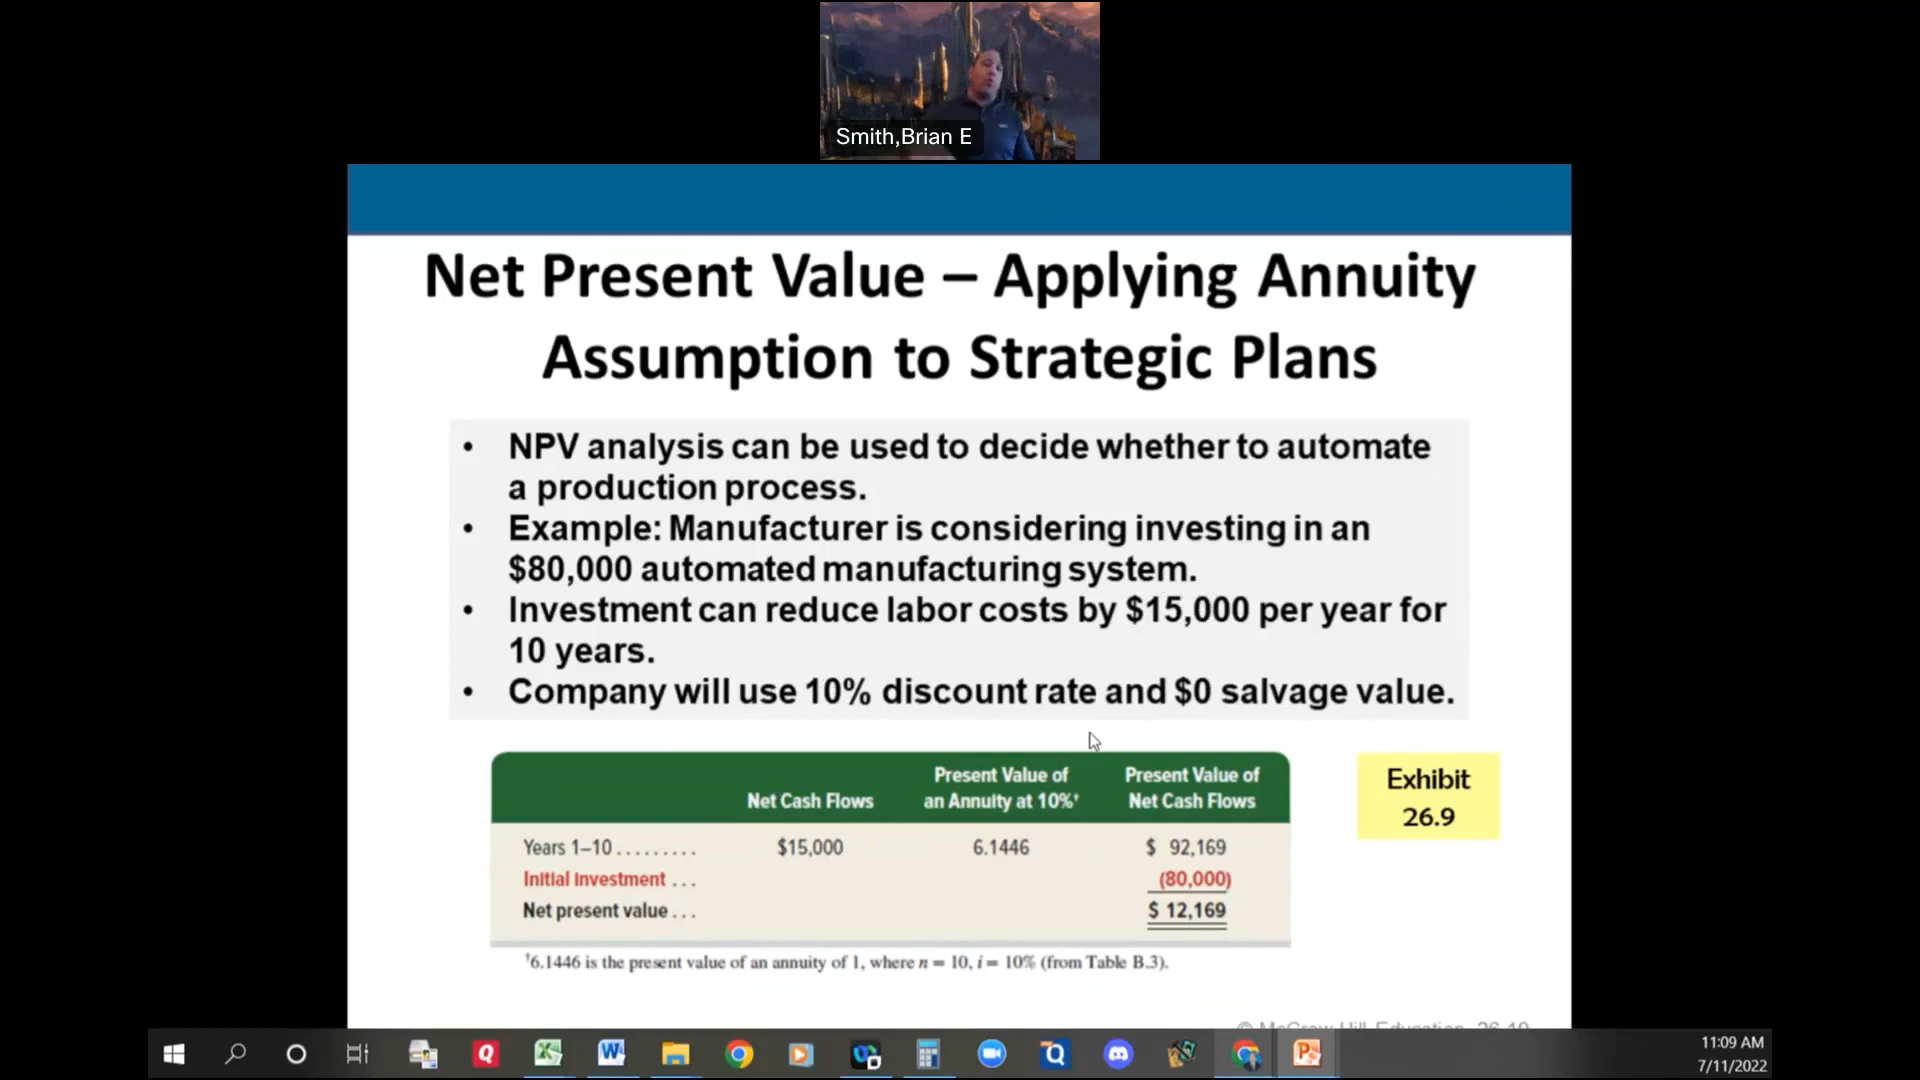 Smith,Brian E
Net Present Value – Applying Annuity
Assumption to Strategic Plans
• NPV analysis can be used to decide whether to automate
a production process.
• Example: Manufacturer is considering investing in an
$80,000 automated manufacturing system.
• Investment can reduce labor costs by $15,000 per year for
10 years.
• Company will use 10% discount rate and $0 salvage value.
Net Cash Flows Present Value of an Annuity at 10%† Present Value of Net Cash Flows
Years 1–10 ......... $15,000 6.1446 $ 92,169
Initial investment ... (80,000)
Net present value ... $ 12,169
†6.1446 is the present value of an annuity of 1, where n = 10, i = 10% (from Table B.3).
Exhibit
26.9
11:09 AM
7/11/2022